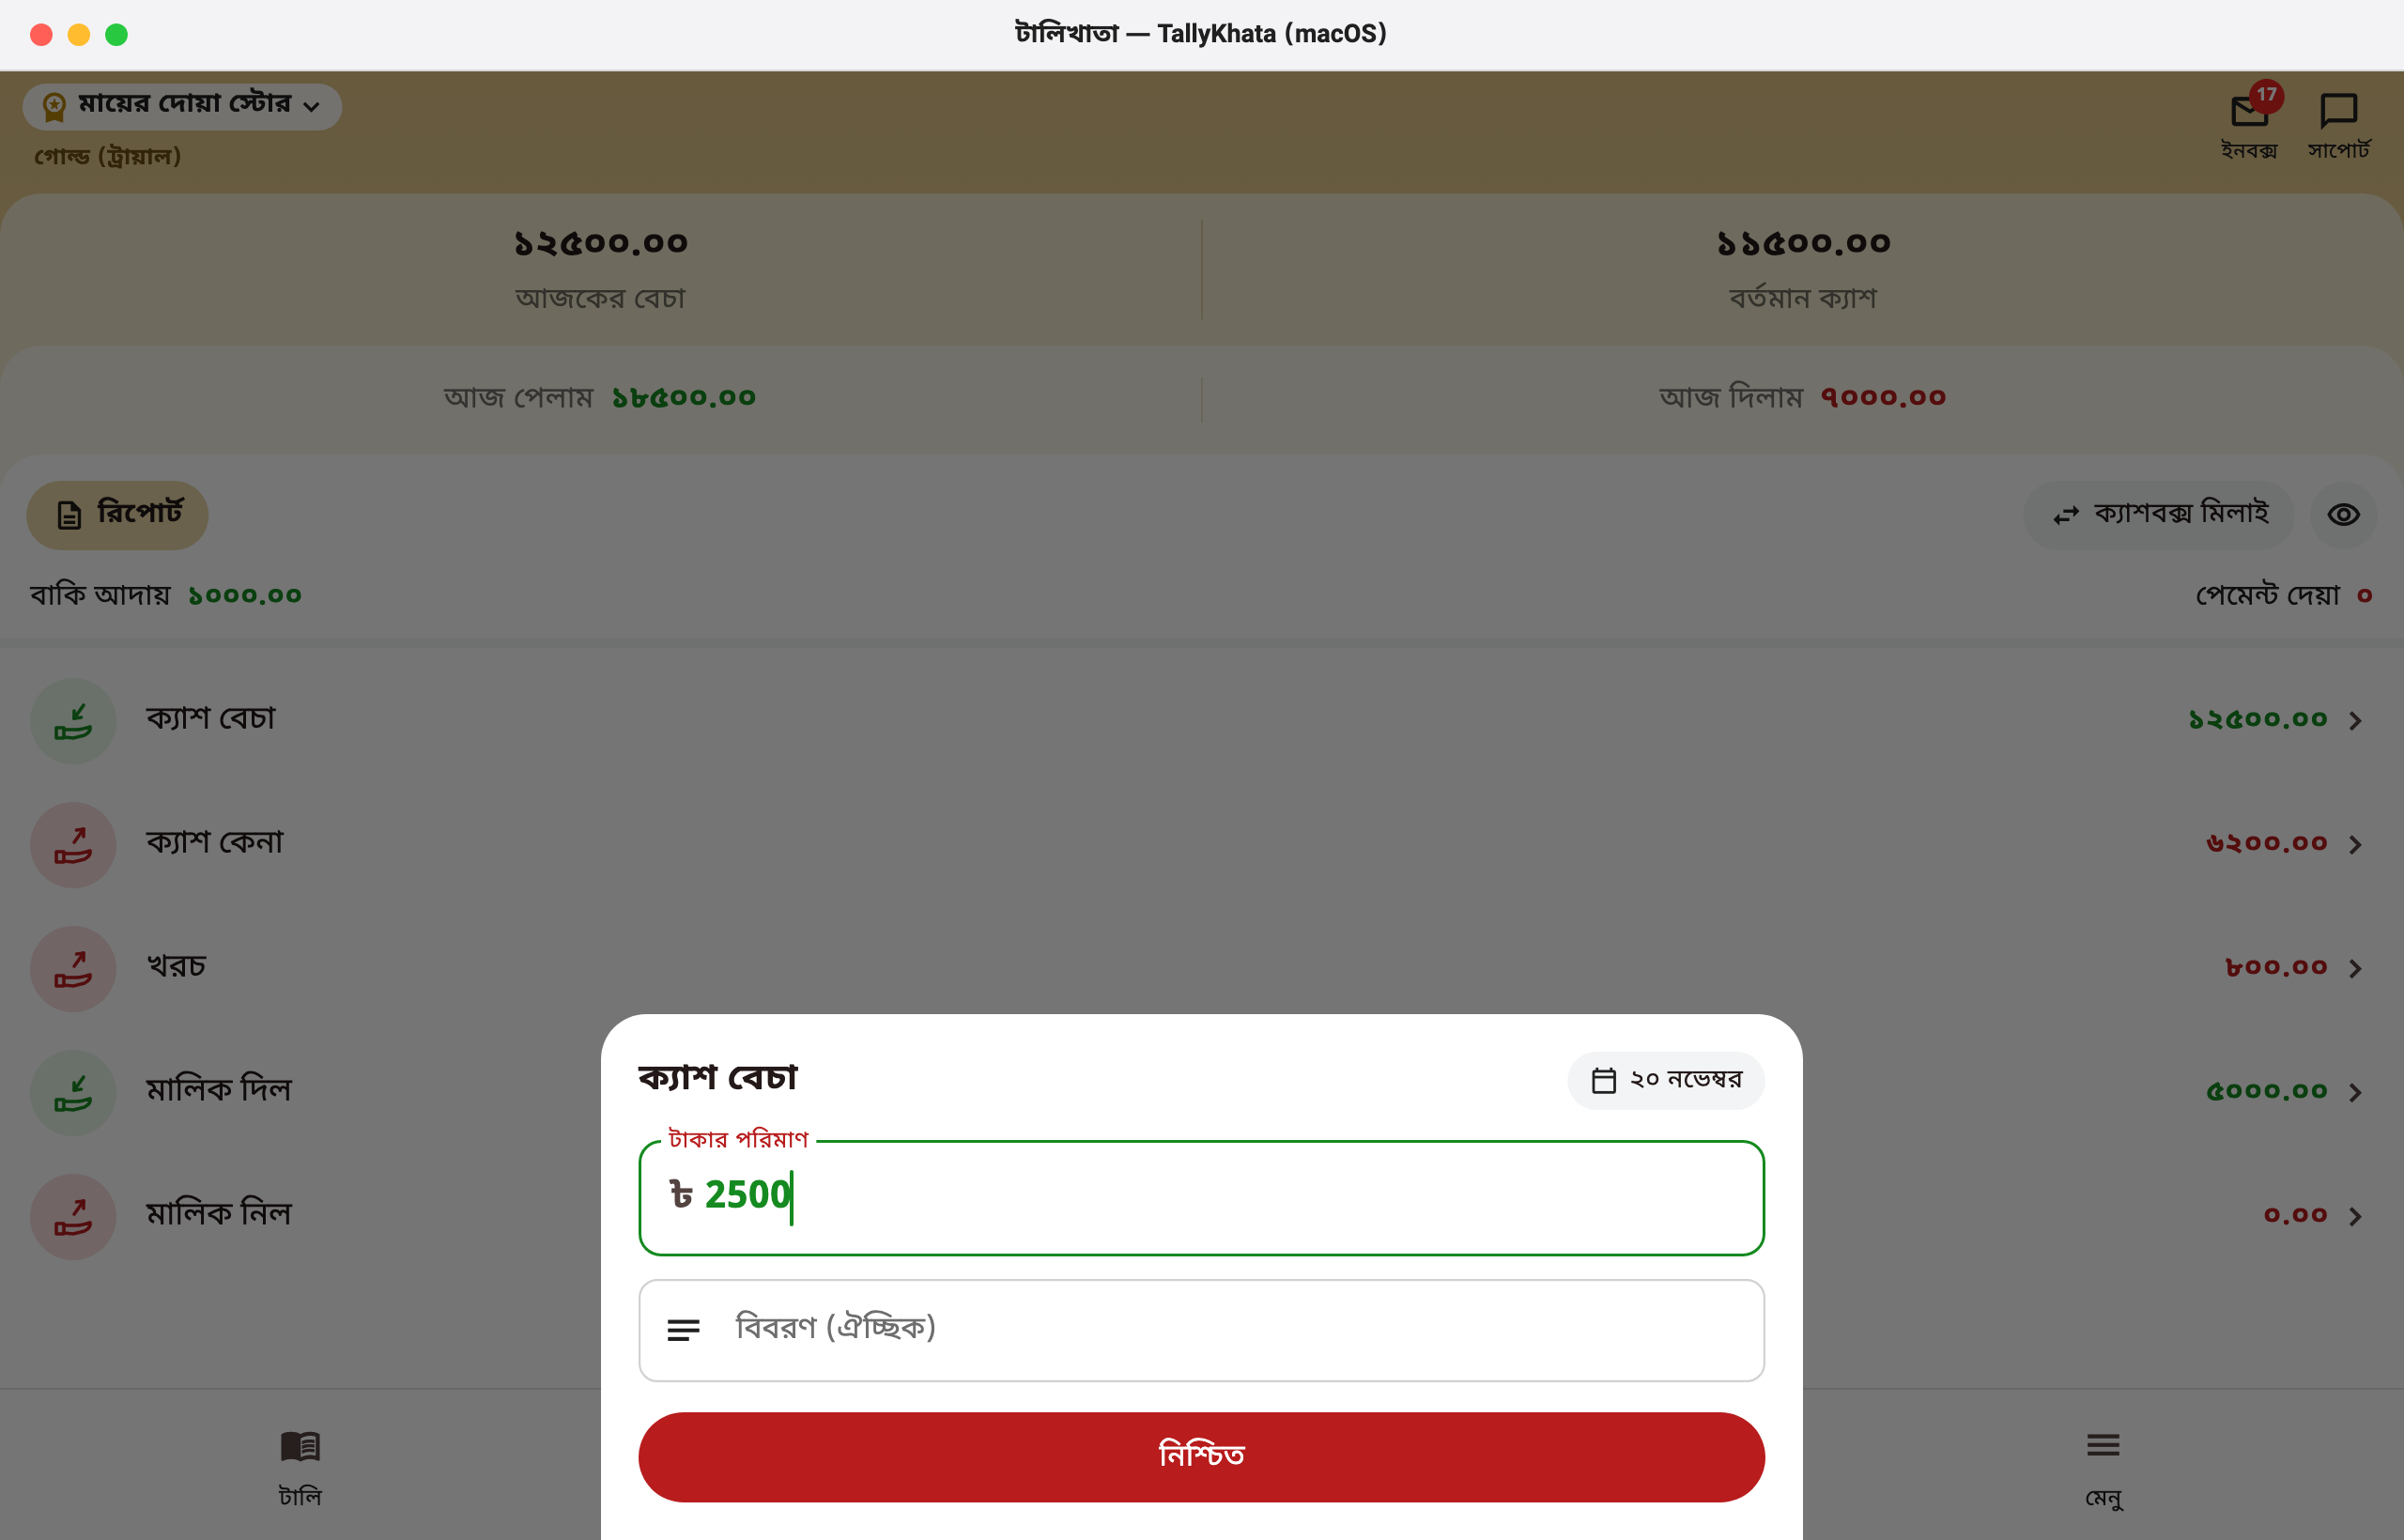 টালিখাতা — TallyKhata (macOS)
মায়ের দোয়া স্টোর
গোল্ড (ট্রায়াল)
17
ইনবক্স
সাপোর্ট
১২৫০০.০০
আজকের বেচা
১১৫০০.০০
বর্তমান ক্যাশ
আজ পেলাম ১৮৫০০.০০
আজ দিলাম ৭০০০.০০
রিপোর্ট
ক্যাশবক্স মিলাই
বাকি আদায় ১০০০.০০
পেমেন্ট দেয়া ০
ক্যাশ বেচা ১২৫০০.০০
ক্যাশ কেনা ৬২০০.০০
খরচ ৮০০.০০
মালিক দিল ৫০০০.০০
মালিক নিল ০.০০
ক্যাশ বেচা
২০ নভেম্বর
টাকার পরিমাণ
৳ 2500
বিবরণ (ঐচ্ছিক)
নিশ্চিত
টালি
মেনু